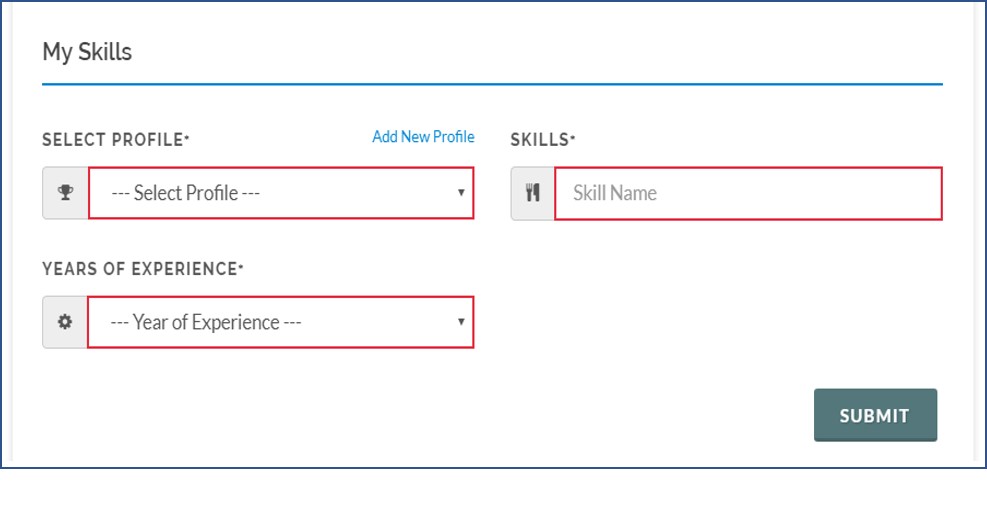 My Skills
SELECT PROFILE*
Add New Profile
SKILLS*
--- Select Profile ---
Skill Name
YEARS OF EXPERIENCE*
--- Year of Experience ---
SUBMIT